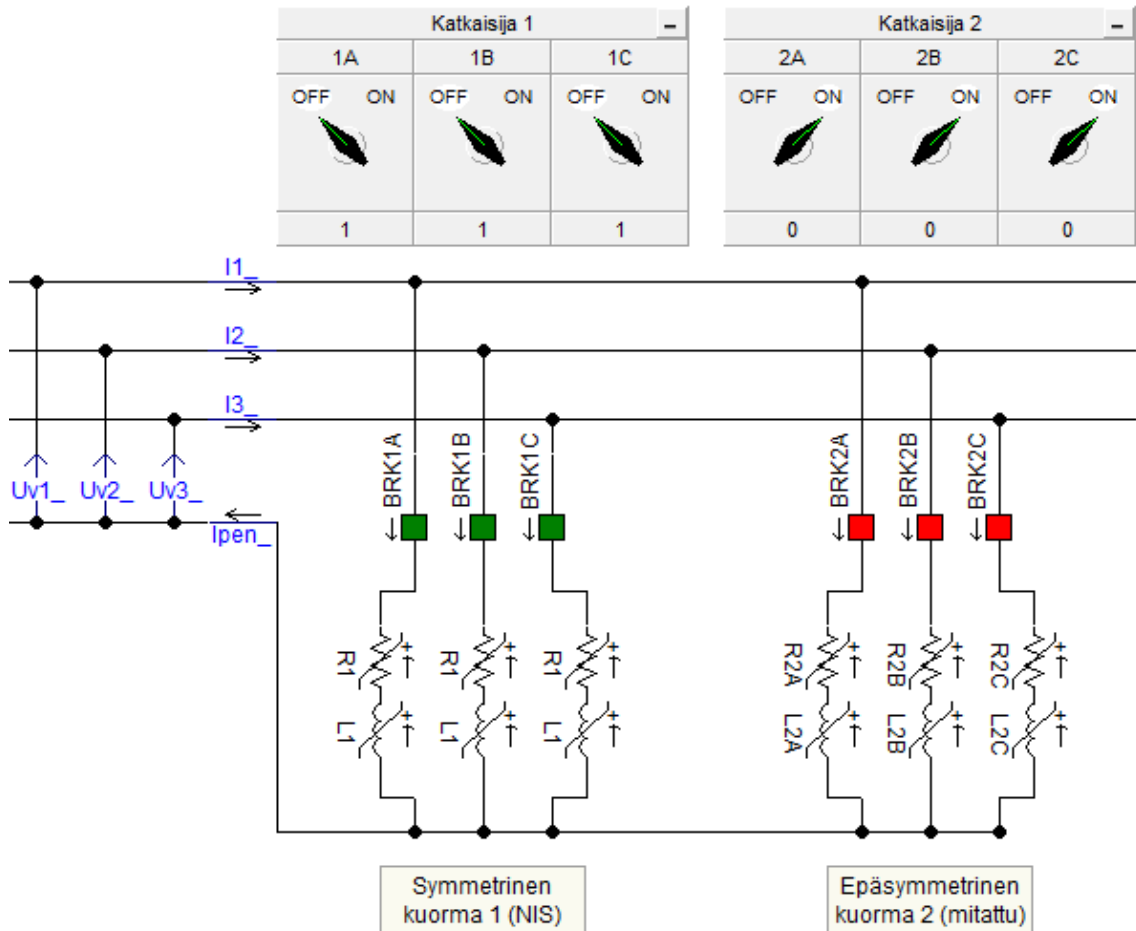 Katkaisija 1 –
1A 1B 1C
OFF ON OFF ON OFF ON
1 1 1
Katkaisija 2 –
2A 2B 2C
OFF ON OFF ON OFF ON
0 0 0
I1_
I2_
I3_
Uv1_ Uv2_ Uv3_
Ipen_
BRK1A BRK1B BRK1C
BRK2A BRK2B BRK2C
R1 R1 R1
+ + +
L1 L1 L1
+ + +
R2A R2B R2C
+ + +
L2A L2B L2C
+ + +
Symmetrinen
kuorma 1 (NIS)
Epäsymmetrinen
kuorma 2 (mitattu)